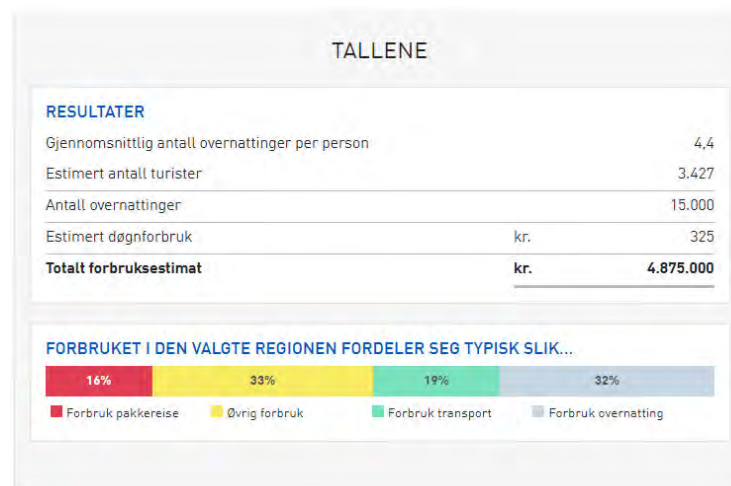 TALLENE
RESULTATER
Gjennomsnittlig antall overnattinger per person 4,4
Estimert antall turister 3.427
Antall overnattinger 15.000
Estimert døgnforbruk kr. 325
Totalt forbruksestimat kr. 4.875.000
FORBRUKET I DEN VALGTE REGIONEN FORDELER SEG TYPISK SLIK...
16% 33% 19% 32%
Forbruk pakkereise Øvrig forbruk Forbruk transport Forbruk overnatting